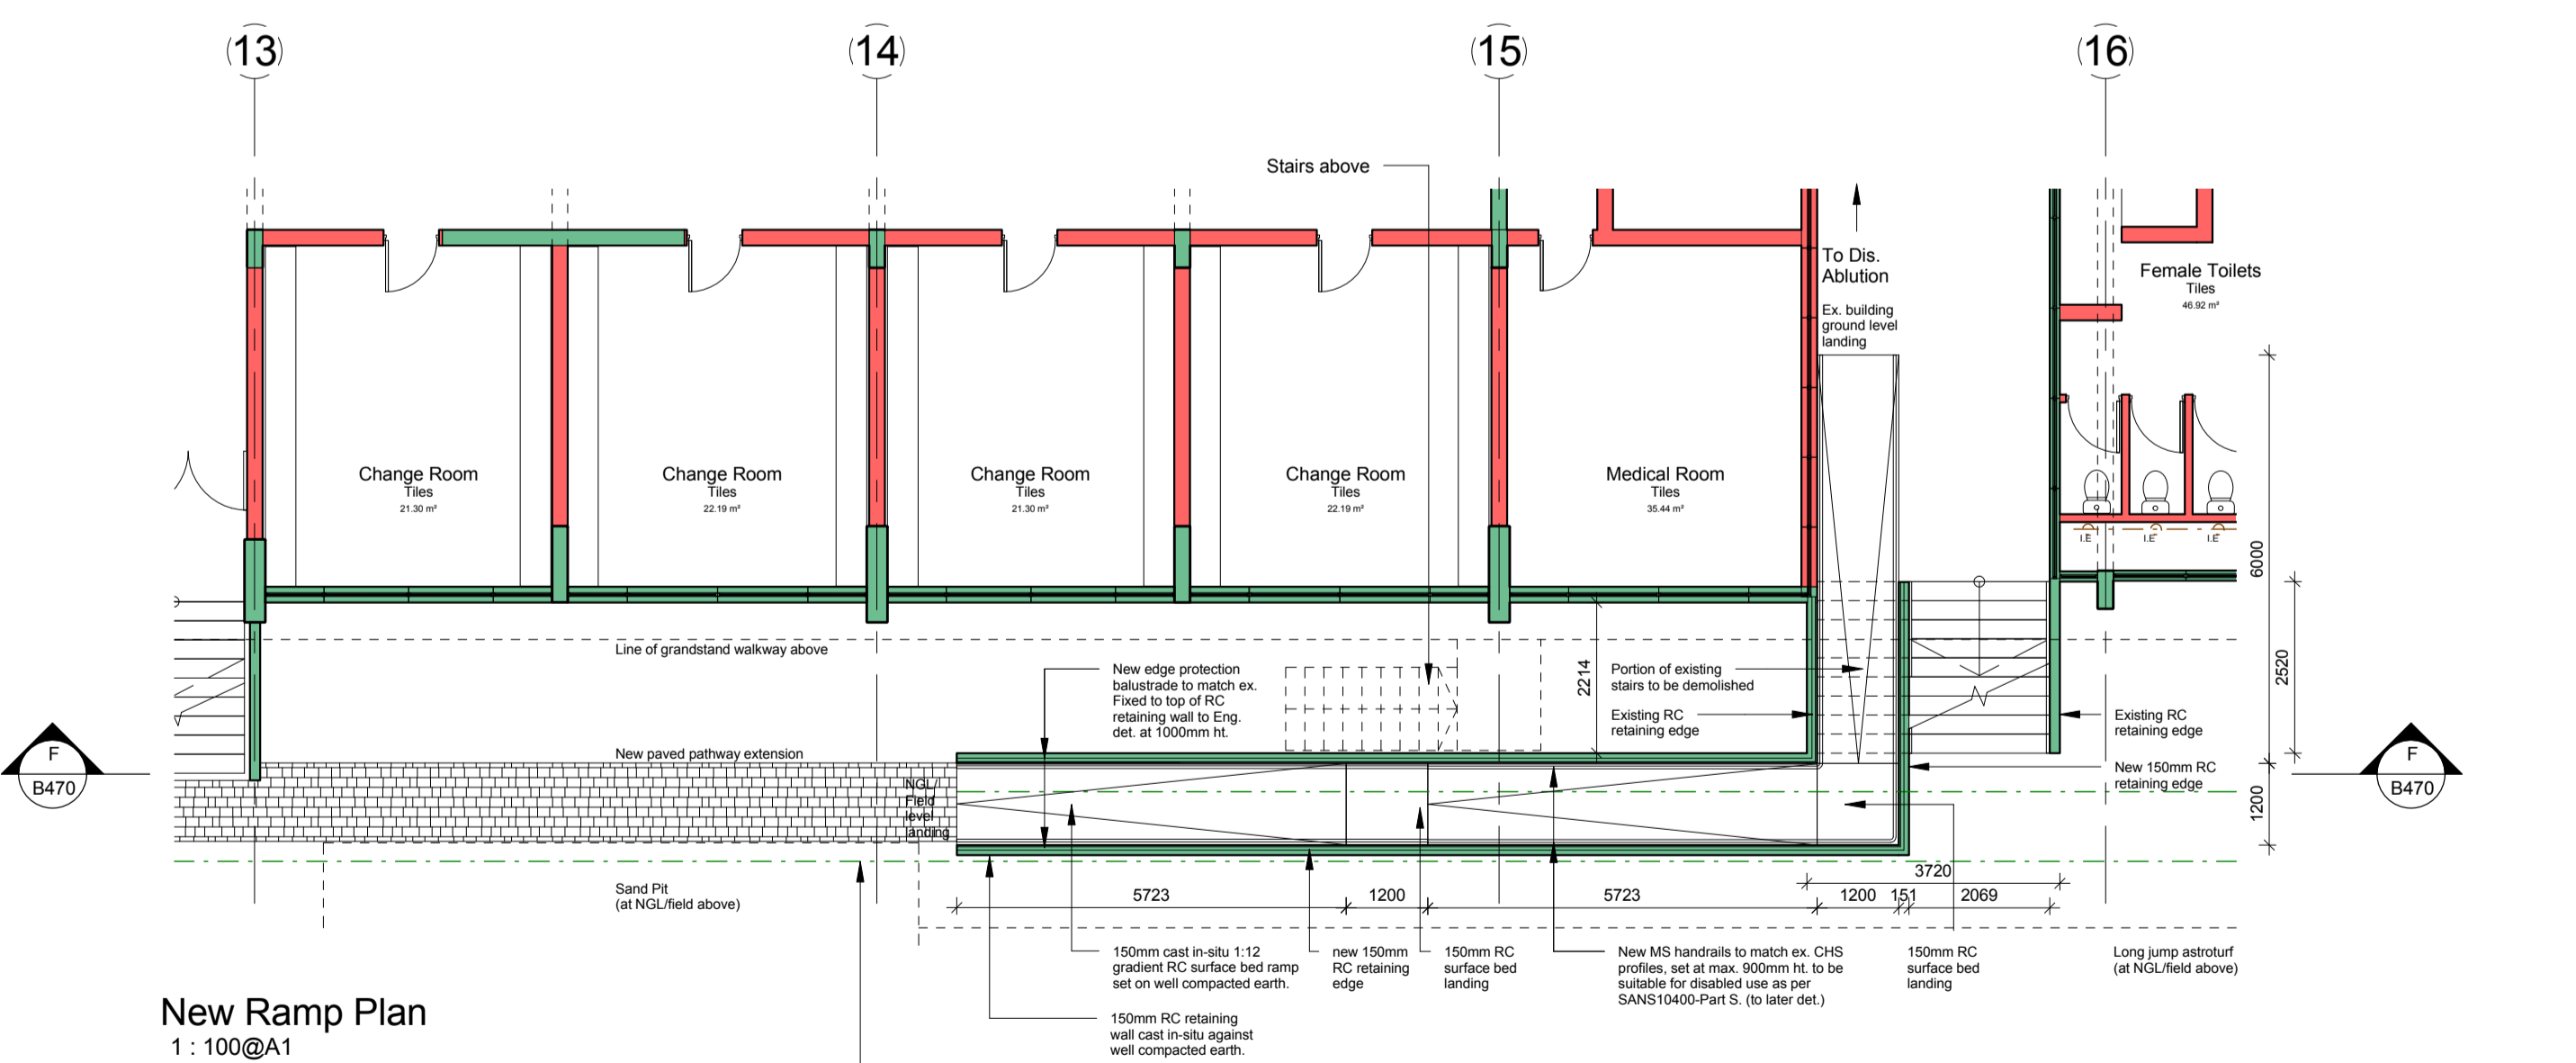 13
14
15
16
Stairs above
To Dis.
Ablution
Ex. building
ground level
landing
Female Toilets
Tiles
46.92 m²
Change Room
Tiles
21.30 m²
Change Room
Tiles
22.19 m²
Change Room
Tiles
21.30 m²
Change Room
Tiles
22.19 m²
Medical Room
Tiles
35.44 m²
I.E
I.E
I.E
6000
2520
1200
2214
Line of grandstand walkway above
New edge protection
balustrade to match ex.
Fixed to top of RC
retaining wall to Eng.
det. at 1000mm ht.
Portion of existing
stairs to be demolished
Existing RC
retaining edge
Existing RC
retaining edge
New 150mm RC
retaining edge
F
B470
F
B470
New paved pathway extension
NGL/
Field
level
landing
Sand Pit
(at NGL/field above)
3720
5723
1200
5723
1200
151
2069
150mm cast in-situ 1:12
gradient RC surface bed ramp
set on well compacted earth.
new 150mm
RC retaining
edge
150mm RC
surface bed
landing
New MS handrails to match ex. CHS
profiles, set at max. 900mm ht. to be
suitable for disabled use as per
SANS10400-Part S. (to later det.)
150mm RC
surface bed
landing
Long jump astroturf
(at NGL/field above)
150mm RC retaining
wall cast in-situ against
well compacted earth.
New Ramp Plan
1 : 100@A1